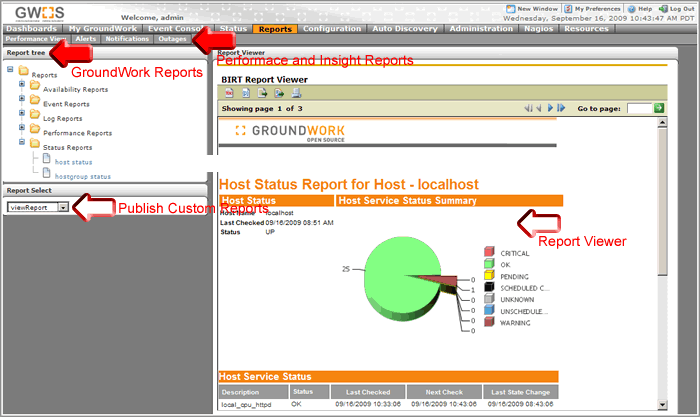 GWOS
Welcome, admin
New Window My Preferences Help Log Out
Wednesday, September 16, 2009 10:43:47 AM PDT
Dashboards My GroundWork Event Console Status Reports Configuration Auto Discovery Administration Nagios Resources
Performance View Alerts Notifications Outages
Report tree
Report Viewer
Performace and Insight Reports
GroundWork Reports
Reports
Availability Reports
Event Reports
Log Reports
Performance Reports
Status Reports
host status
hostgroup status
Report Select
viewReport
Publish Custom Reports
BIRT Report Viewer
Showing page 1 of 3
Go to page:
GROUNDWORK
OPEN SOURCE
Host Status Report for Host - localhost
Host Status
Host Service Status Summary
Host Name localhost
Last Checked 09/16/2009 08:51 AM
Status UP
Report Viewer
25
0
1
0
0
0
0
CRITICAL
OK
PENDING
SCHEDULED C...
UNKNOWN
UNSCHEDULE...
WARNING
Host Service Status
Description Status Last Checked Next Check Last State Change
local_cpu_httpd OK 09/16/2009 10:33:06 09/16/2009 10:43:06 09/16/2009 08:43:06